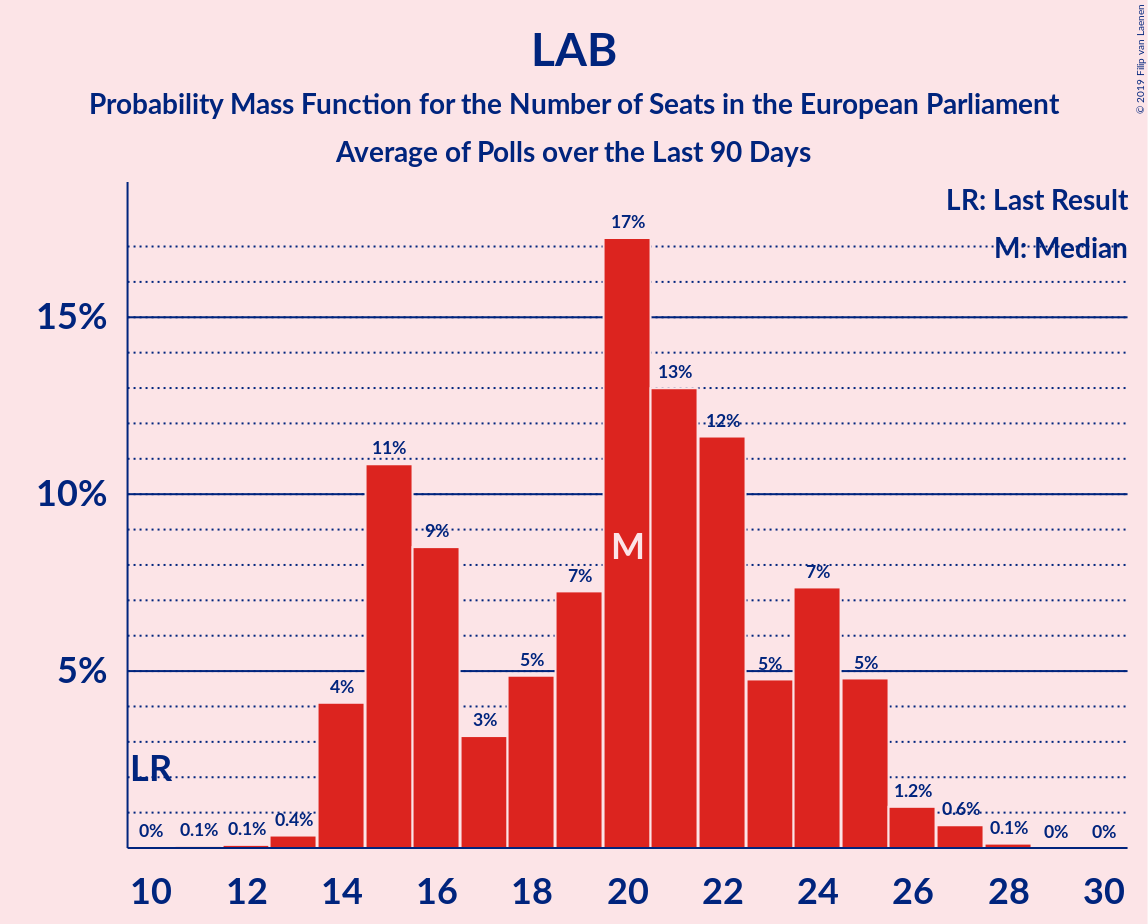 LAB
Probability Mass Function for the Number of Seats in the European Parliament
Average of Polls over the Last 90 Days
© 2019 Filip van Laenen
LR: Last Result
M: Median
17%
15%
13%
12%
11%
10%
9%
M
7%
7%
5%
5%
5%
5%
4%
3%
LR
1.2%
0.6%
0.4%
0%
0.1%
0.1%
0.1%
0%
0%
10 12 14 16 18 20 22 24 26 28 30